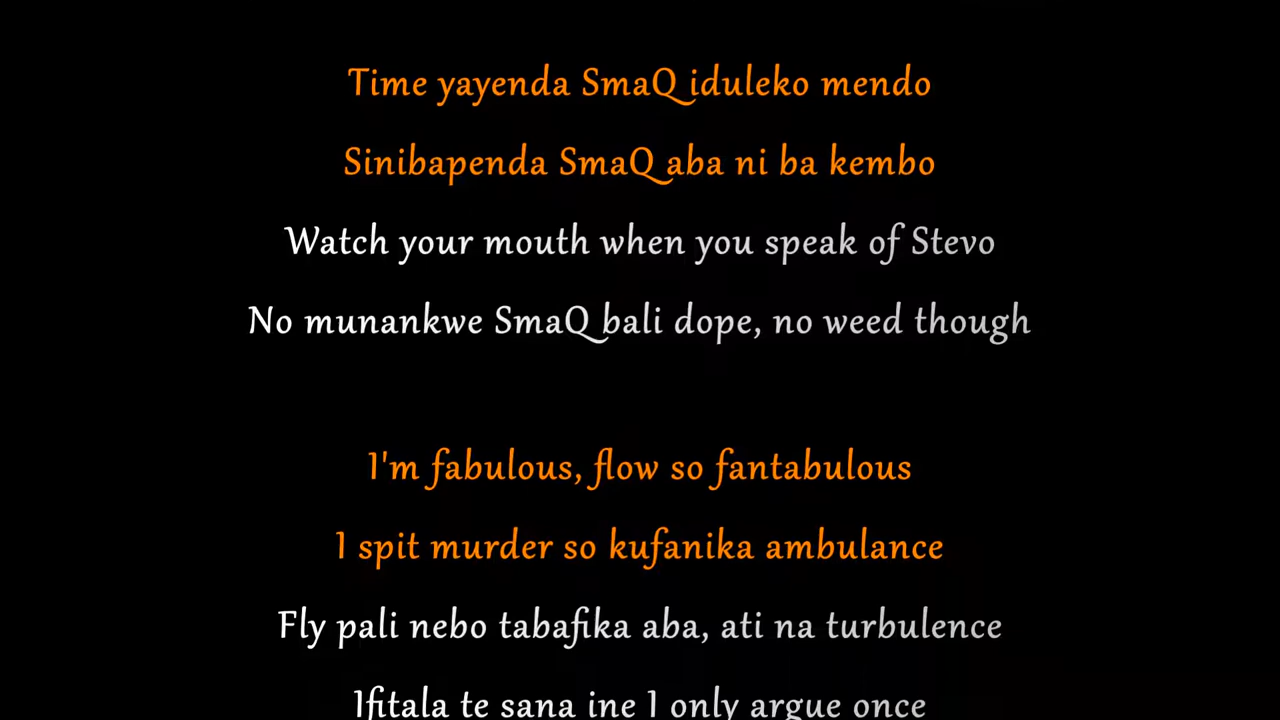 Time yayenda SmaQ iduleko mendo
Sinibapenda SmaQ aba ni ba kembo
Watch your mouth when you speak of Stevo
No munankwe SmaQ bali dope, no weed though
I'm fabulous, flow so fantabulous
I spit murder so kufanika ambulance
Fly pali nebo tabafika aba, ati na turbulence
Ifitala te sana ine I only argue once